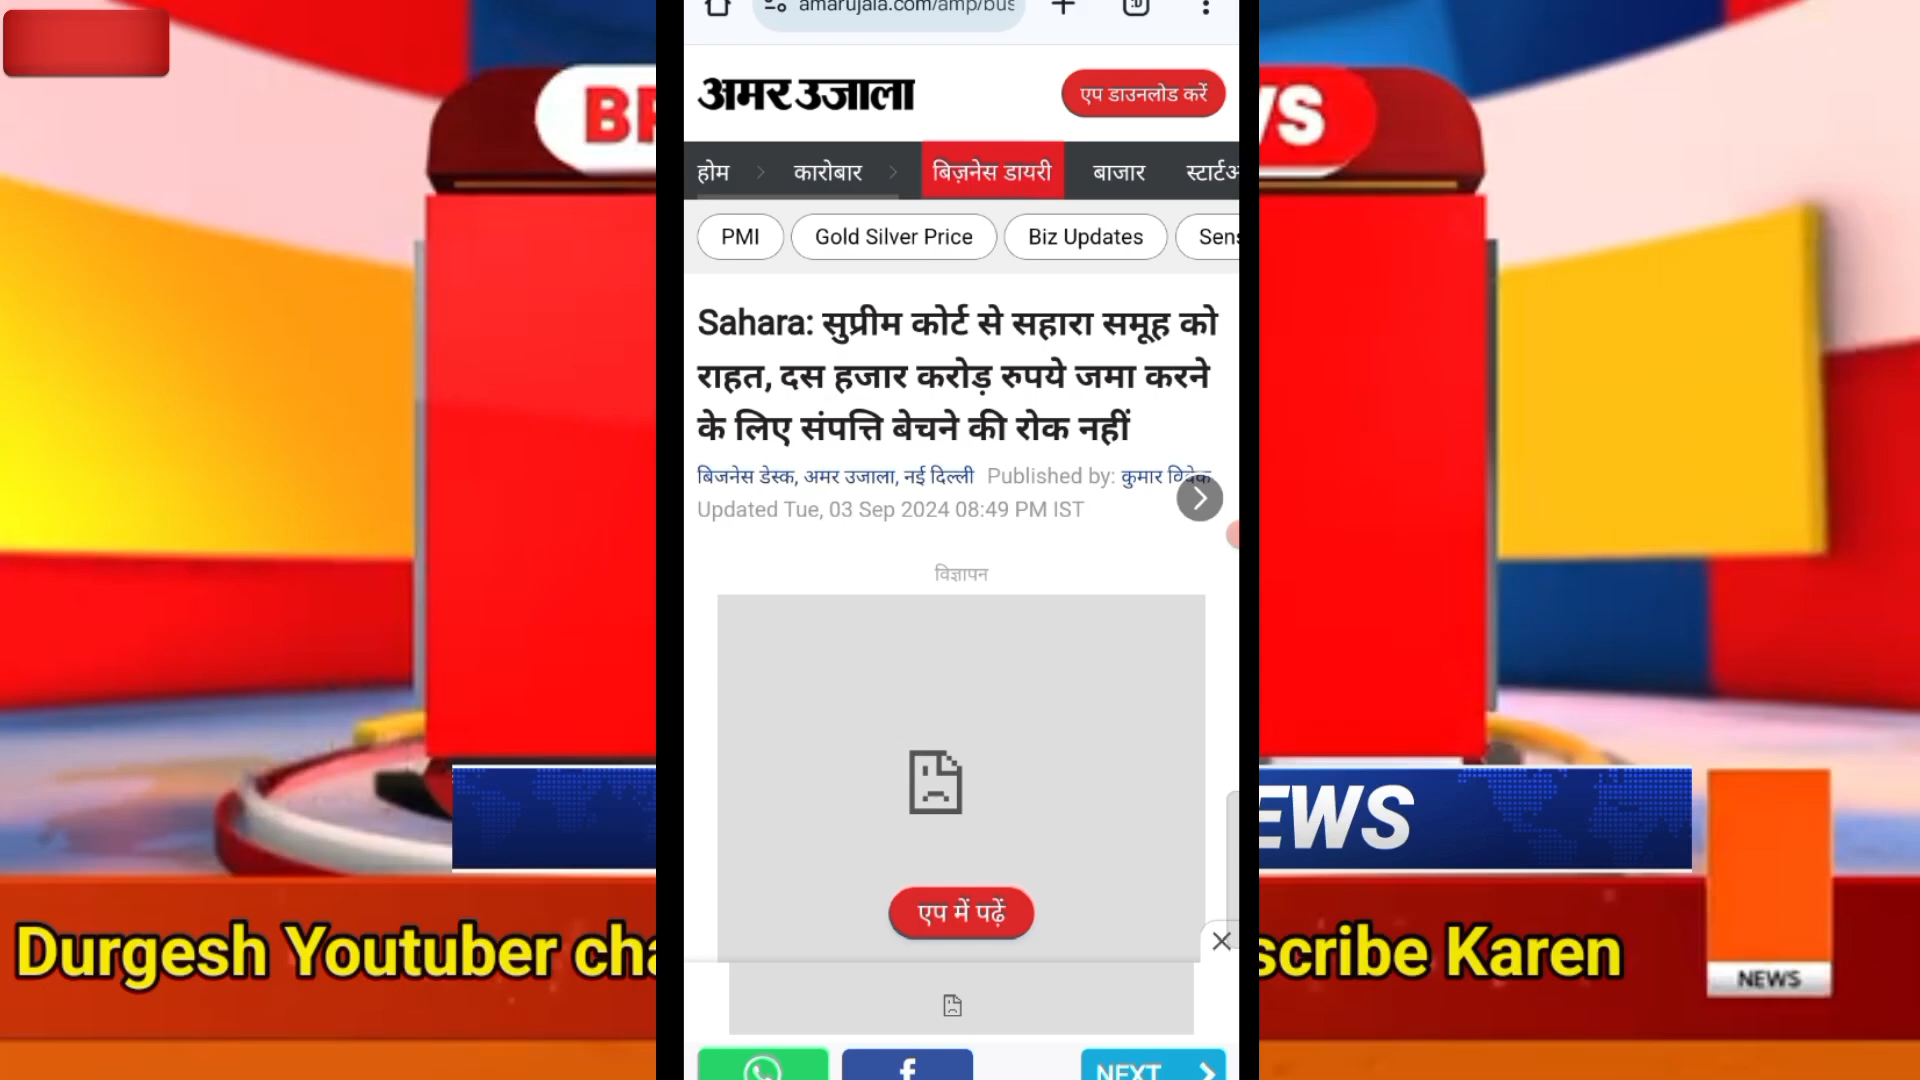 amarujala.com/amp/bus
अमर उजाला
एप डाउनलोड करें
होम
कारोबार
बिज़नेस डायरी
बाजार
PMI
Gold Silver Price
Biz Updates
Sahara: सुप्रीम कोर्ट से सहारा समूह को
राहत, दस हजार करोड़ रुपये जमा करने
के लिए संपत्ति बेचने की रोक नहीं
बिजनेस डेस्क, अमर उजाला, नई दिल्ली Published by: कुमार विवेक
Updated Tue, 03 Sep 2024 08:49 PM IST
विज्ञापन
एप में पढ़ें
EWS
Durgesh Youtuber cha
scribe Karen
NEWS
NEXT